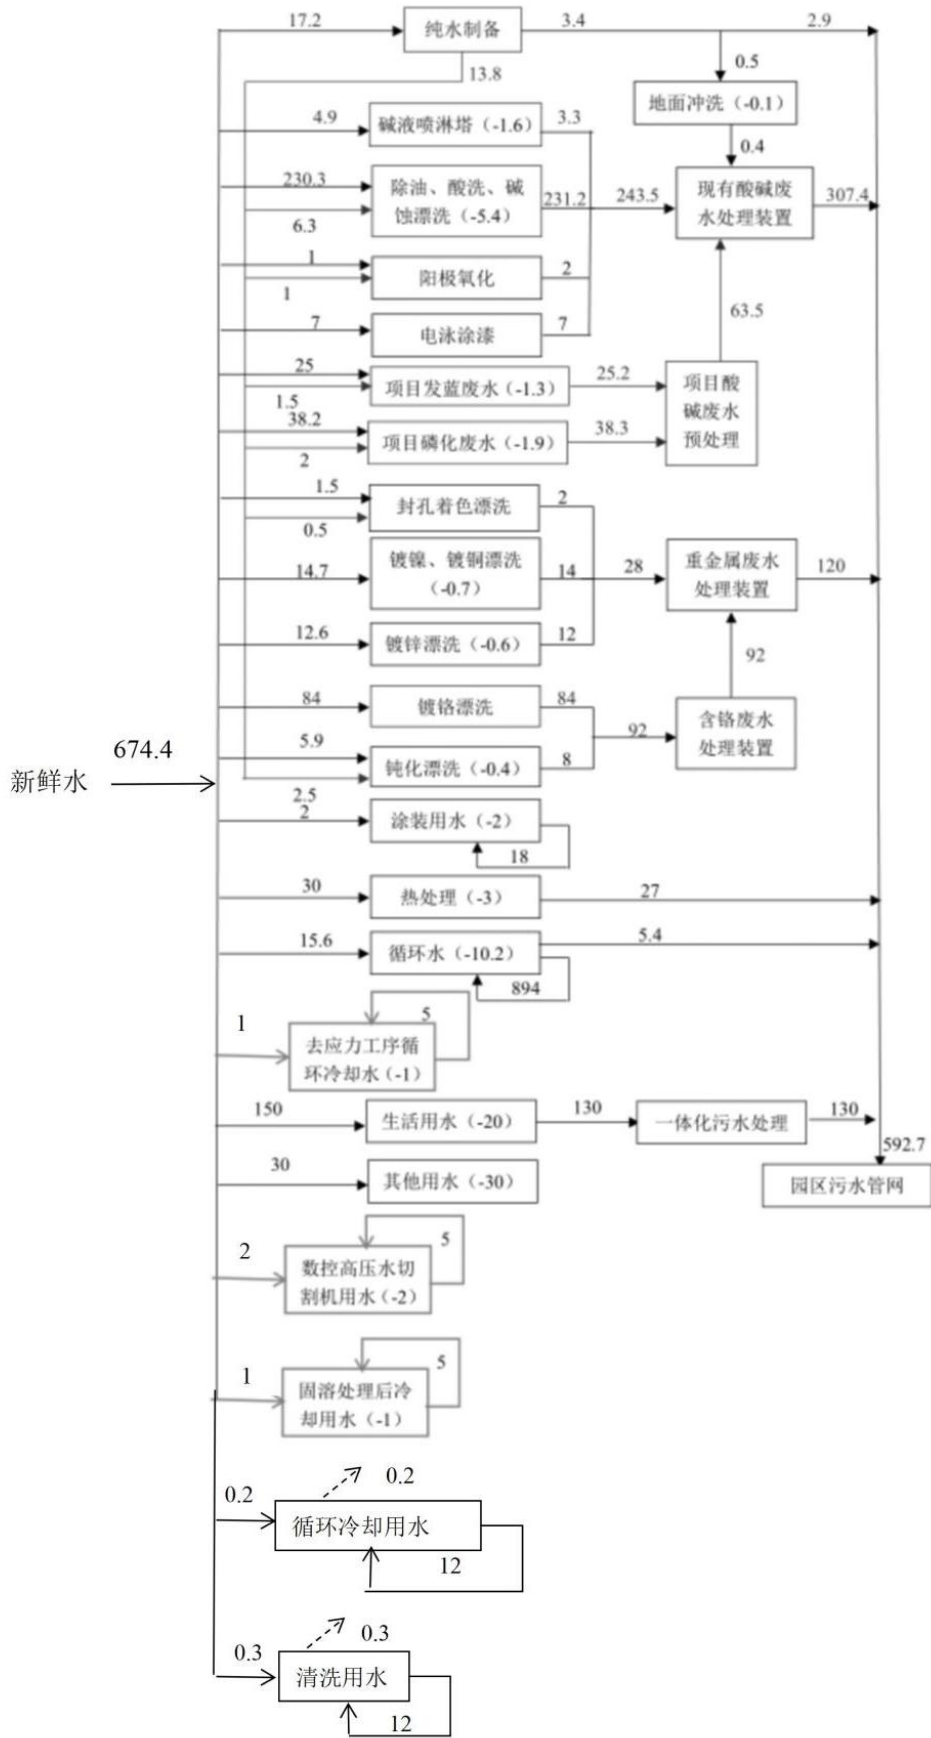 17.2
纯水制备
3.4
2.9
13.8
0.5
地面冲洗（-0.1）
0.4
4.9
碱液喷淋塔（-1.6）
3.3
230.3
6.3
除油、酸洗、碱
蚀漂洗（-5.4）
231.2
243.5
现有酸碱废
水处理装置
307.4
1
1
阳极氧化
2
7
电泳涂漆
7
63.5
25
1.5
项目发蓝废水（-1.3）
25.2
项目酸
碱废水
预处理
38.2
2
项目磷化废水（-1.9）
38.3
1.5
0.5
封孔着色漂洗
2
14.7
镀镍、镀铜漂洗
（-0.7）
14
28
重金属废水
处理装置
120
12.6
镀锌漂洗（-0.6）
12
92
84
镀铬漂洗
84
92
含铬废水
处理装置
5.9
2.5
钝化漂洗（-0.4）
8
新鲜水
674.4
2
涂装用水（-2）
18
30
热处理（-3）
27
15.6
循环水（-10.2）
5.4
894
1
去应力工序循
环冷却水（-1）
5
150
生活用水（-20）
130
一体化污水处理
130
592.7
园区污水管网
30
其他用水（-30）
2
数控高压水切
割机用水（-2）
5
1
固溶处理后冷
却用水（-1）
5
0.2
循环冷却用水
0.2
12
0.3
清洗用水
0.3
12